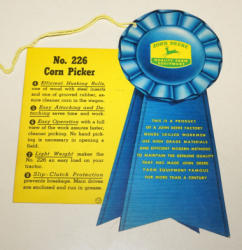 No. 226
Corn Picker
4 Efficient Husking Rolls,
one of wood with steel inserts
and one of grooved rubber, as-
sure cleaner corn in the wagon.
5 Easy Attaching and De-
taching saves time and work.
6 Easy Operation with a full
view of the work assures faster,
cleaner picking. No hand pick-
ing is necessary in opening a
field.
7 Light Weight makes the
No. 226 an easy load on your
tractor.
8 Slip-Clutch Protection
prevents breakage. Main drives
are enclosed and run in grease.
JOHN DEERE
QUALITY FARM
EQUIPMENT
THIS IS A PRODUCT
OF A JOHN DEERE FACTORY
WHERE SKILLED WORKMEN
USE HIGH GRADE MATERIALS
AND EFFICIENT MODERN METHODS
TO MAINTAIN THE GENUINE QUALITY
THAT HAS MADE JOHN DEERE
FARM EQUIPMENT FAMOUS
FOR MORE THAN A CENTURY